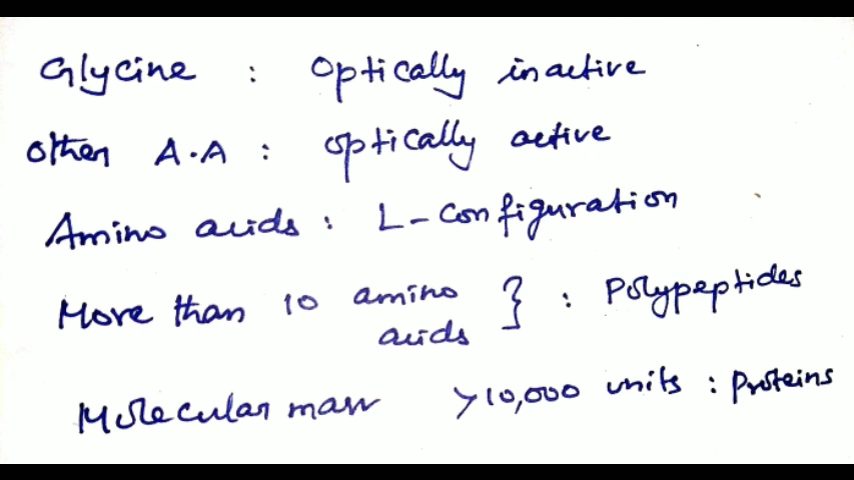 Glycine : Optically inactive
Other A.A : optically active
Amino acids : L-configuration
More than 10 amino acids } : Polypeptides
Molecular mass >10,000 units : Proteins